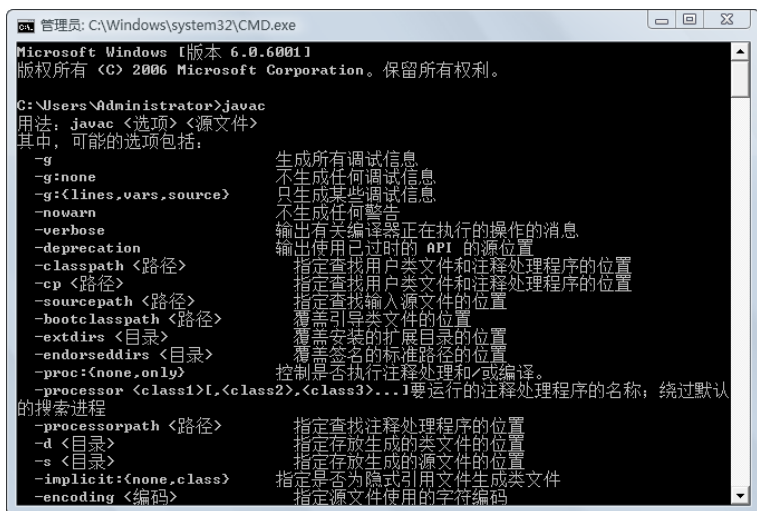 管理员: C:\Windows\system32\CMD.exe
Microsoft Windows [版本 6.0.6001]
版权所有 (C) 2006 Microsoft Corporation。保留所有权利。
C:\Users\Administrator>javac
用法：javac <选项> <源文件>
其中，可能的选项包括：
-g 生成所有调试信息
-g:none 不生成任何调试信息
-g:{lines,vars,source} 只生成某些调试信息
-nowarn 不生成任何警告
-verbose 输出有关编译器正在执行的操作的消息
-deprecation 输出使用已过时的 API 的源位置
-classpath <路径> 指定查找用户类文件和注释处理程序的位置
-cp <路径> 指定查找用户类文件和注释处理程序的位置
-sourcepath <路径> 指定查找输入源文件的位置
-bootclasspath <路径> 覆盖引导类文件的位置
-extdirs <目录> 覆盖安装的扩展目录的位置
-endorseddirs <目录> 覆盖签名的标准路径的位置
-proc:{none,only} 控制是否执行注释处理和/或编译。
-processor <class1>[,<class2>,<class3>...]要运行的注释处理程序的名称；绕过默认
的搜索进程
-processorpath <路径> 指定查找注释处理程序的位置
-d <目录> 指定存放生成的类文件的位置
-s <目录> 指定存放生成的源文件的位置
-implicit:{none,class} 指定是否为隐式引用文件生成类文件
-encoding <编码> 指定源文件使用的字符编码